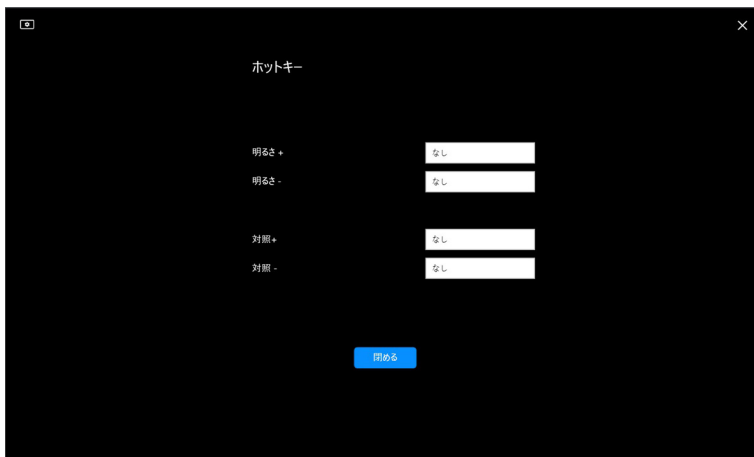 ホットキー
明るさ + なし
明るさ - なし
対照+ なし
対照 - なし
閉める